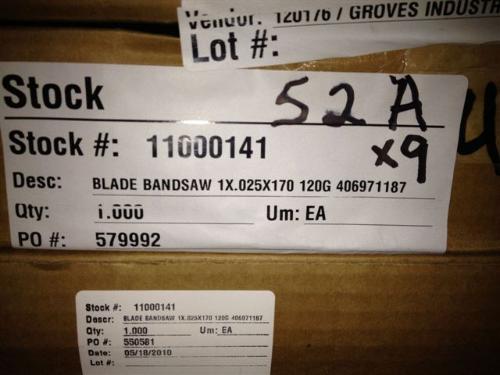 Vendor: 120176 / GROVES INDUSTR
Lot #:
Stock 52A
Stock #: 11000141 x9
Desc: BLADE BANDSAW 1X.025X170 120G 406971187
Qty: 1.000 Um: EA
PO #: 579992
Stock #: 11000141
Descr: BLADE BANDSAW 1X.025X170 120G 406971187
Qty: 1.000 Um: EA
PO #: 550581
Date: 05/18/2010
Lot #: